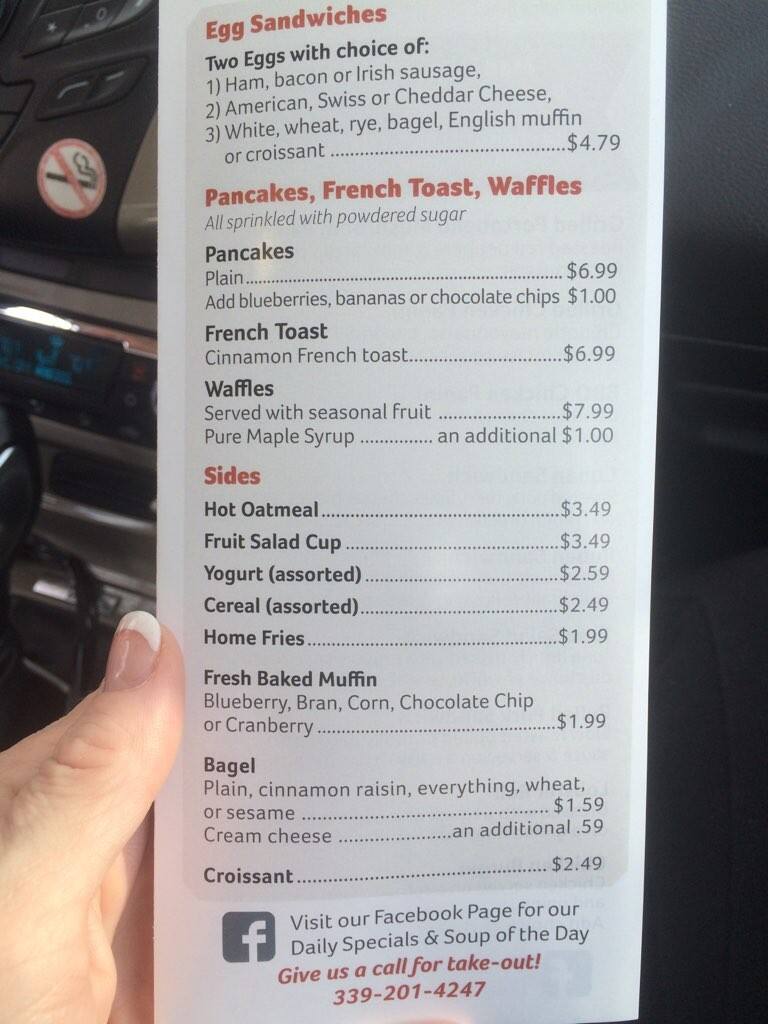 Egg Sandwiches
Two Eggs with choice of:
1) Ham, bacon or Irish sausage,
2) American, Swiss or Cheddar Cheese,
3) White, wheat, rye, bagel, English muffin
or croissant ........................................ $4.79
Pancakes, French Toast, Waffles
All sprinkled with powdered sugar
Pancakes
Plain ........................................ $6.99
Add blueberries, bananas or chocolate chips $1.00
French Toast
Cinnamon French toast........................... $6.99
Waffles
Served with seasonal fruit ..................... $7.99
Pure Maple Syrup .............. an additional $1.00
Sides
Hot Oatmeal ........................................ $3.49
Fruit Salad Cup .................................... $3.49
Yogurt (assorted) ................................. $2.59
Cereal (assorted) .................................. $2.49
Home Fries ........................................ $1.99
Fresh Baked Muffin
Blueberry, Bran, Corn, Chocolate Chip
or Cranberry ........................................ $1.99
Bagel
Plain, cinnamon raisin, everything, wheat,
or sesame ........................................ $1.59
Cream cheese .....................an additional .59
Croissant ........................................ $2.49
f
Visit our Facebook Page for our
Daily Specials & Soup of the Day
Give us a call for take-out!
339-201-4247